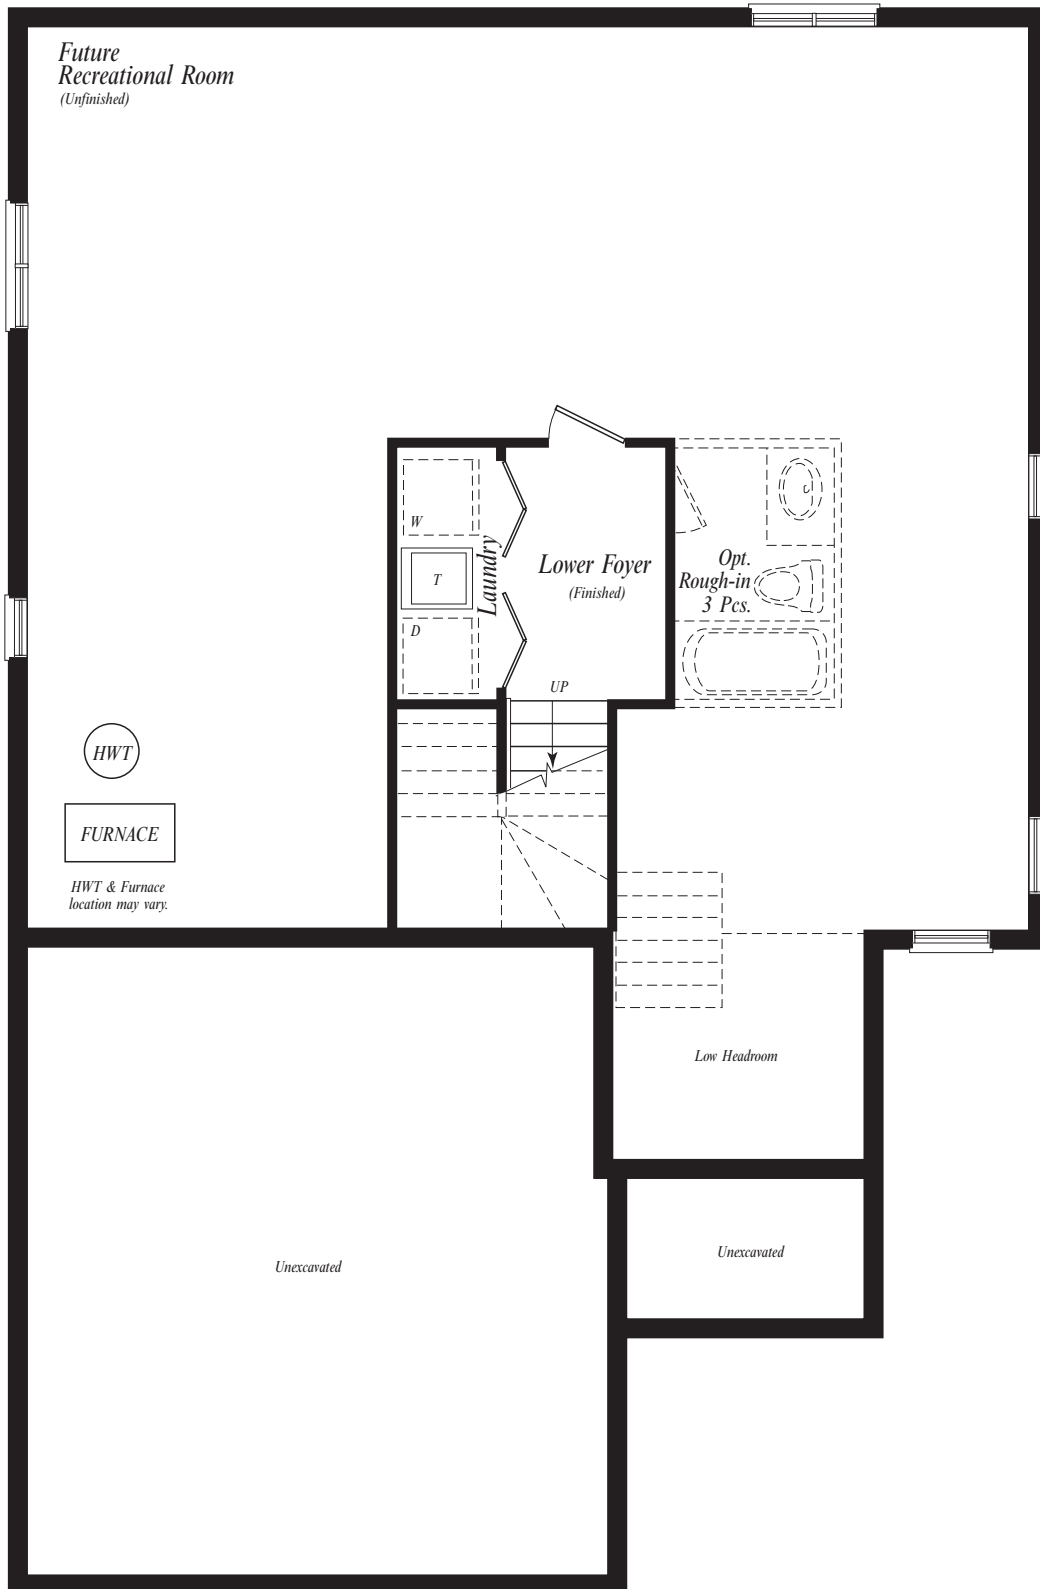 Future
Recreational Room
(Unfinished)
W
T
D
Laundry
Lower Foyer
(Finished)
UP
Opt.
Rough-in
3 Pcs.
HWT
FURNACE
HWT & Furnace
location may vary.
Low Headroom
Unexcavated
Unexcavated